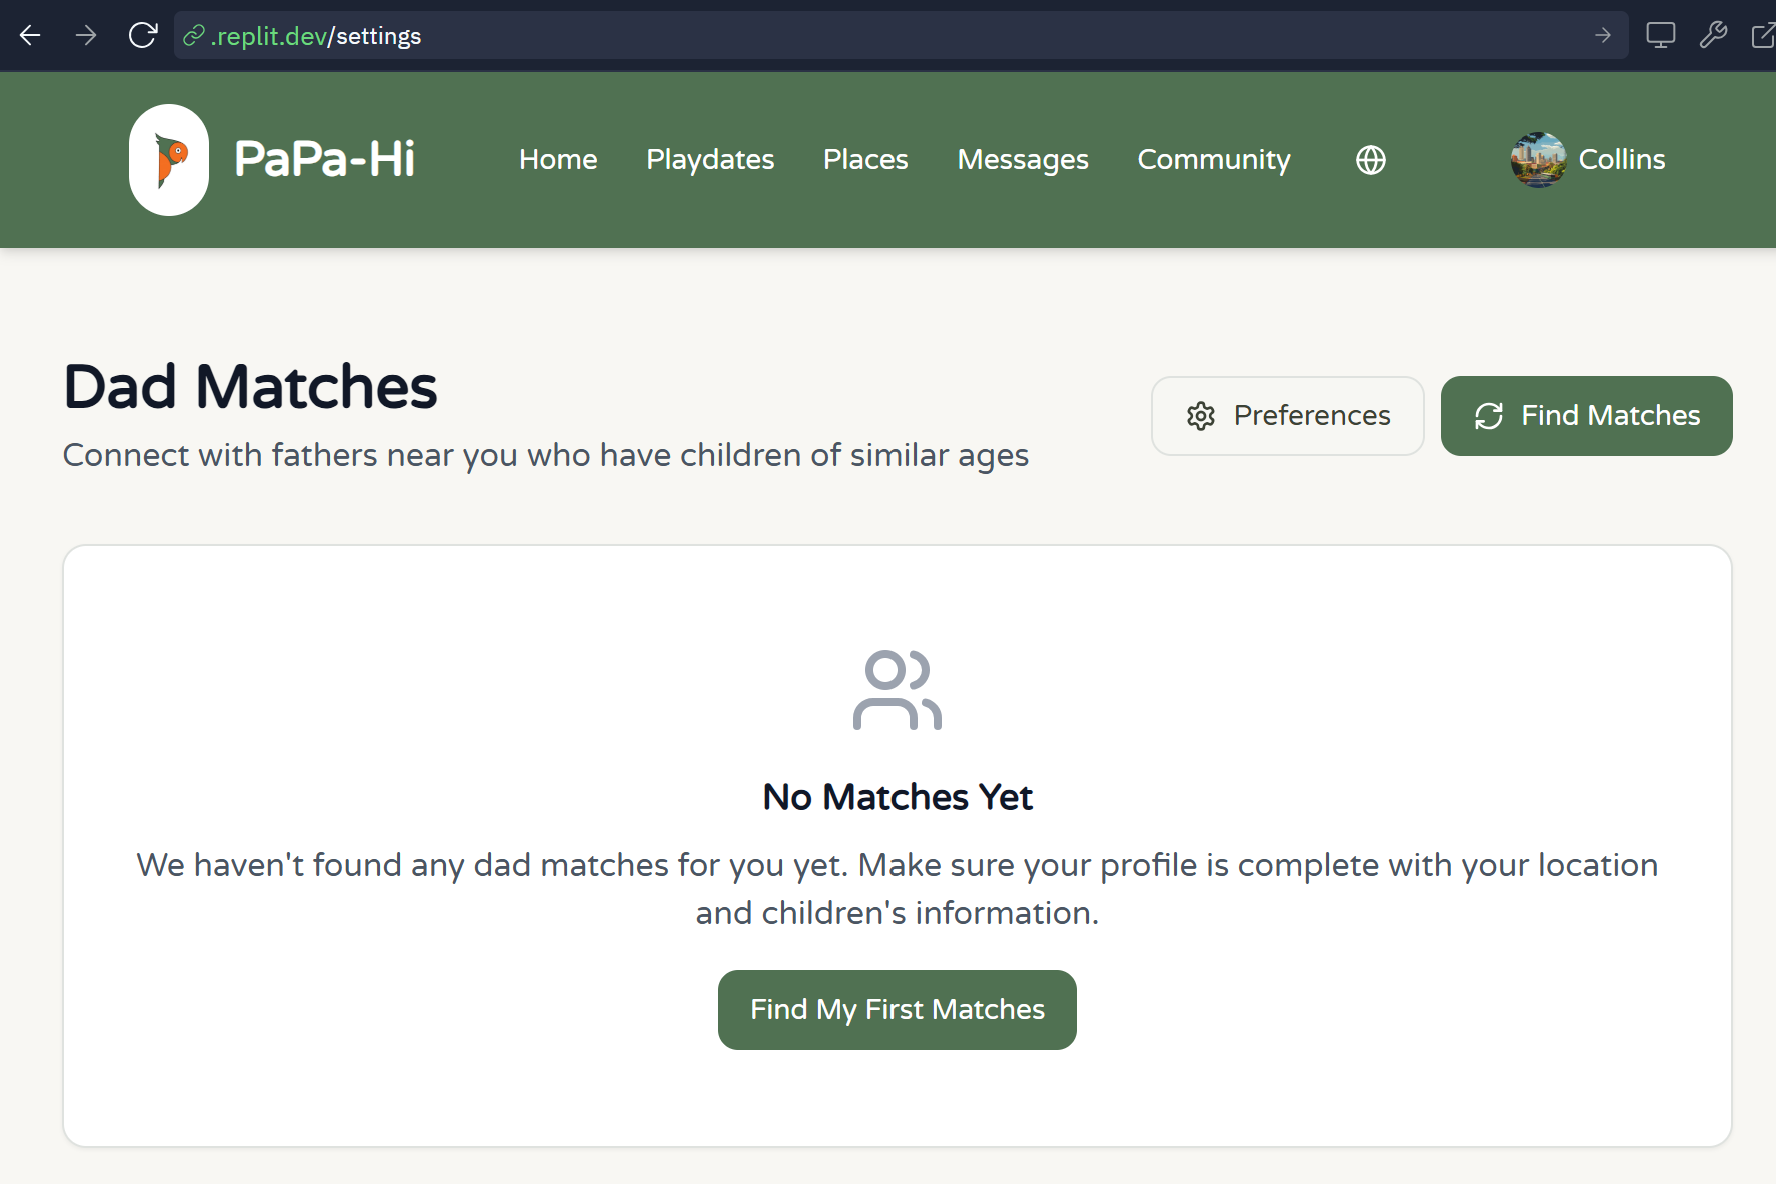 .replit.dev/settings
PaPa-Hi
Home
Playdates
Places
Messages
Community
Collins
Dad Matches
Connect with fathers near you who have children of similar ages
Preferences
Find Matches
No Matches Yet
We haven't found any dad matches for you yet. Make sure your profile is complete with your location
and children's information.
Find My First Matches